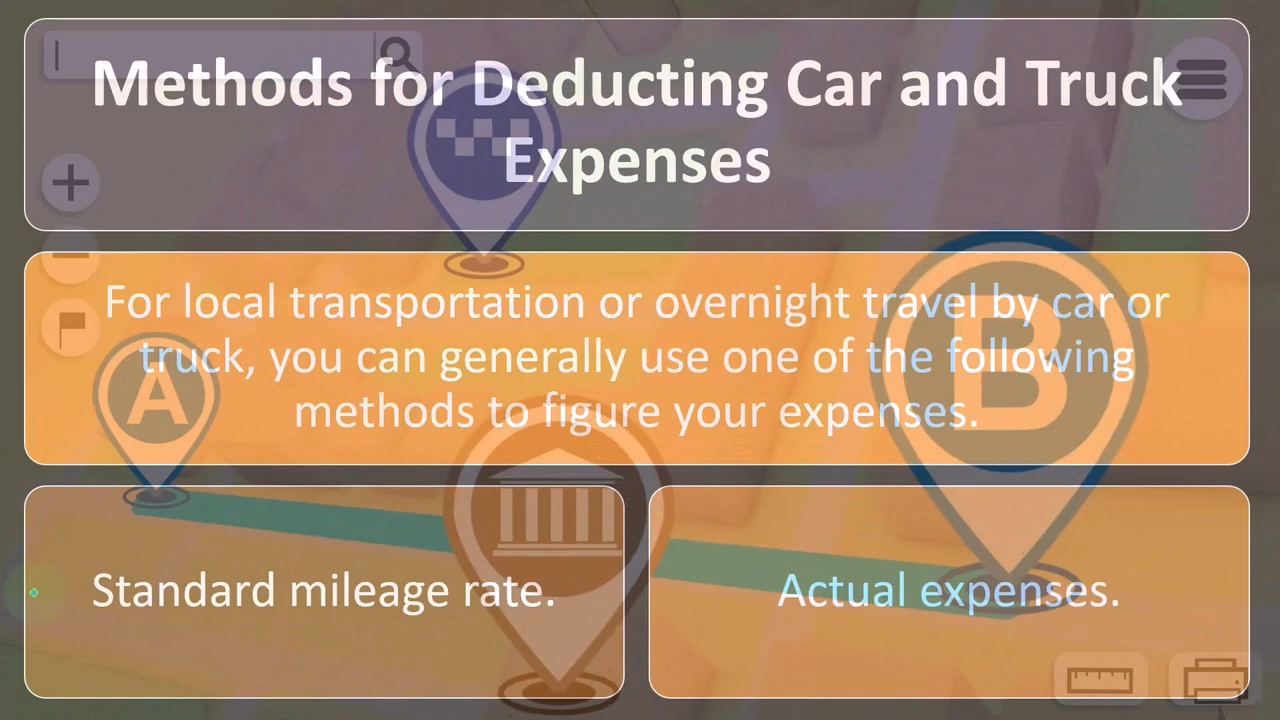 Methods for Deducting Car and Truck
Expenses
For local transportation or overnight travel by car or
truck, you can generally use one of the following
methods to figure your expenses.
A
B
Standard mileage rate.
Actual expenses.